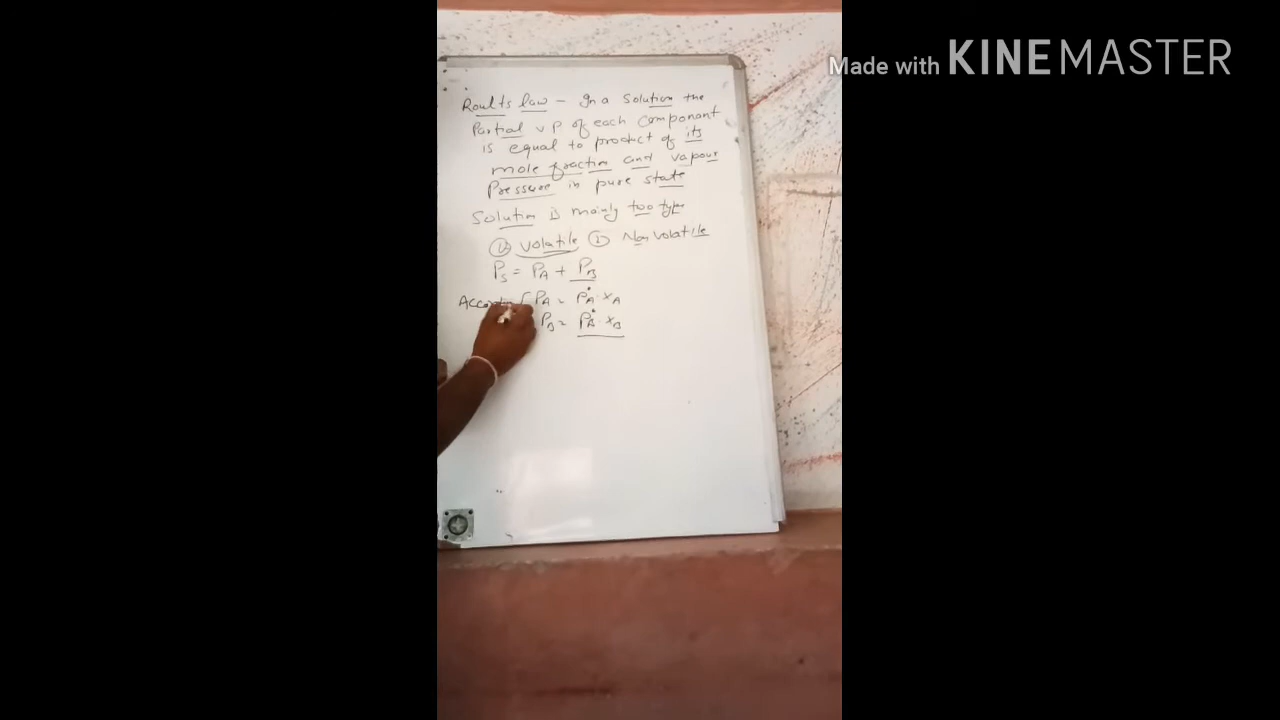 Made with KINEMASTER
Roults law – In a solution the
Partial VP of each component
is equal to product of its
mole fraction and vapour
Pressure in pure state
Solution is mainly two type
① Volatile ② Non volatile
Ps = PA + PB
PA = P°A · XA
PB = P°A · XB